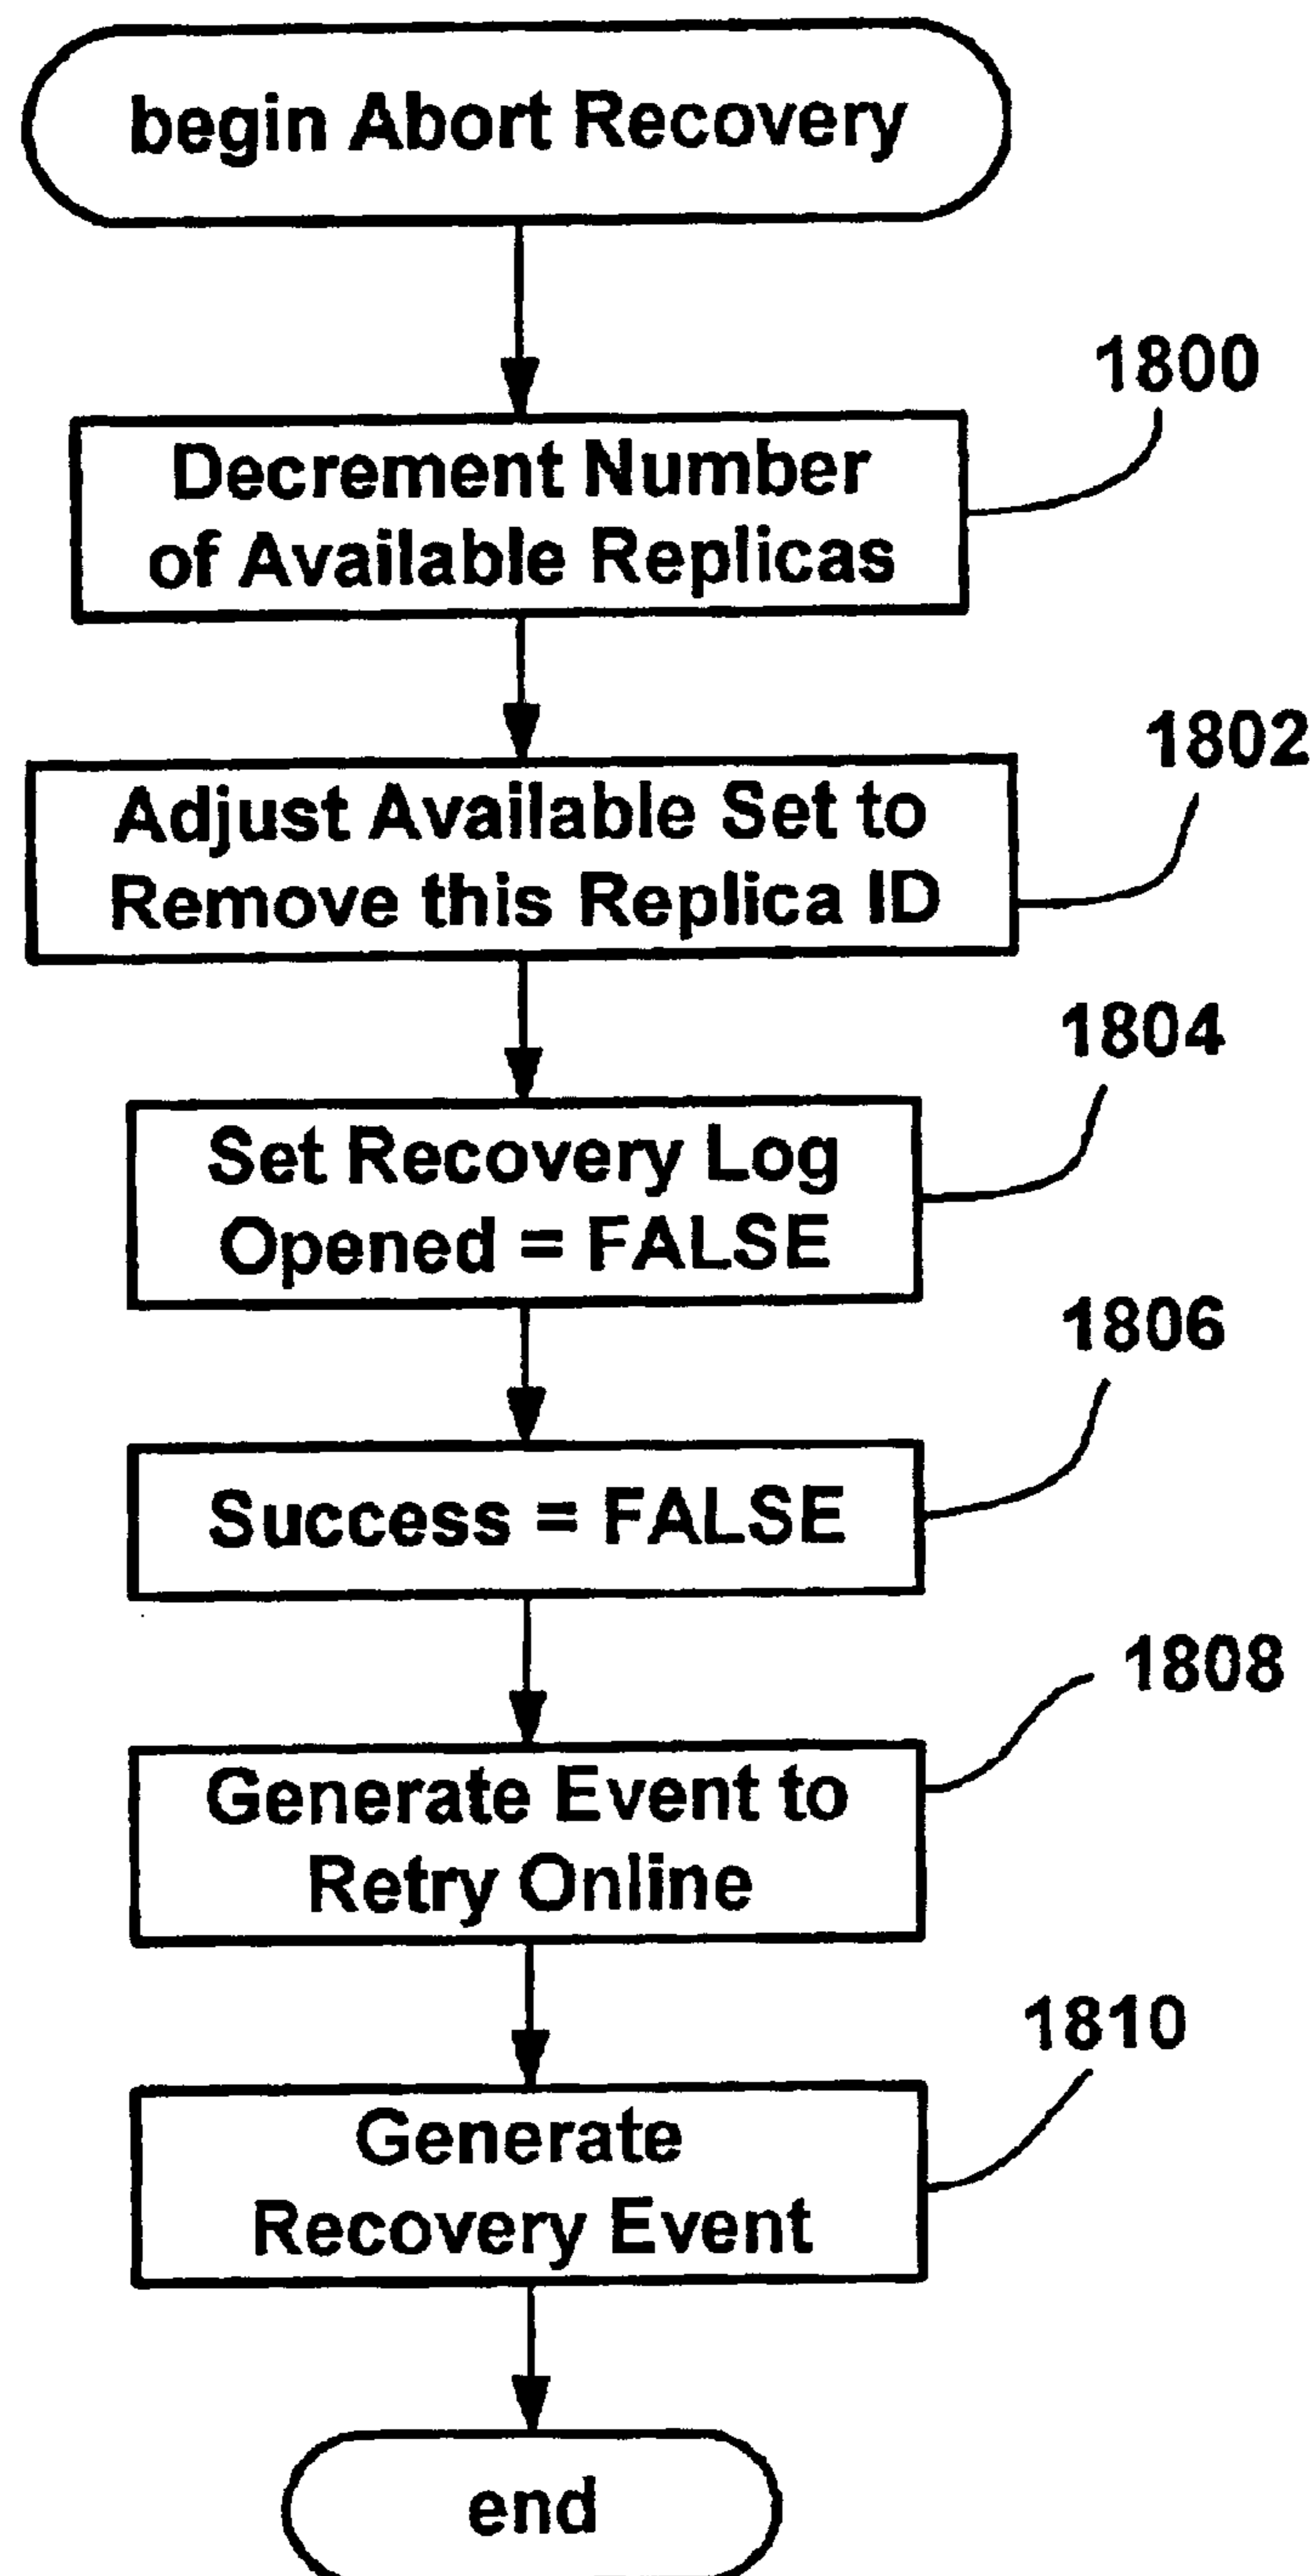 begin Abort Recovery
1800
Decrement Number
of Available Replicas
1802
Adjust Available Set to
Remove this Replica ID
1804
Set Recovery Log
Opened = FALSE
1806
Success = FALSE
1808
Generate Event to
Retry Online
1810
Generate
Recovery Event
end